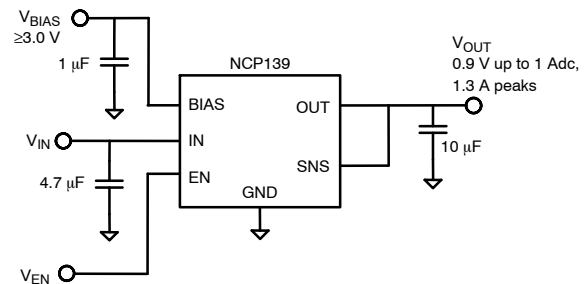 VBIAS
≥3.0 V
1 µF
NCP139
VOUT
0.9 V up to 1 Adc,
1.3 A peaks
BIAS
OUT
VIN
IN
10 µF
SNS
EN
4.7 µF
GND
VEN